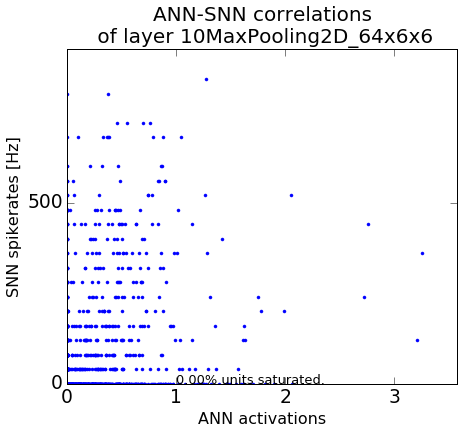 ANN-SNN correlations
of layer 10MaxPooling2D_64x6x6
SNN spikerates [Hz]
500
0
0.00% units saturated.
0 1 2 3
ANN activations